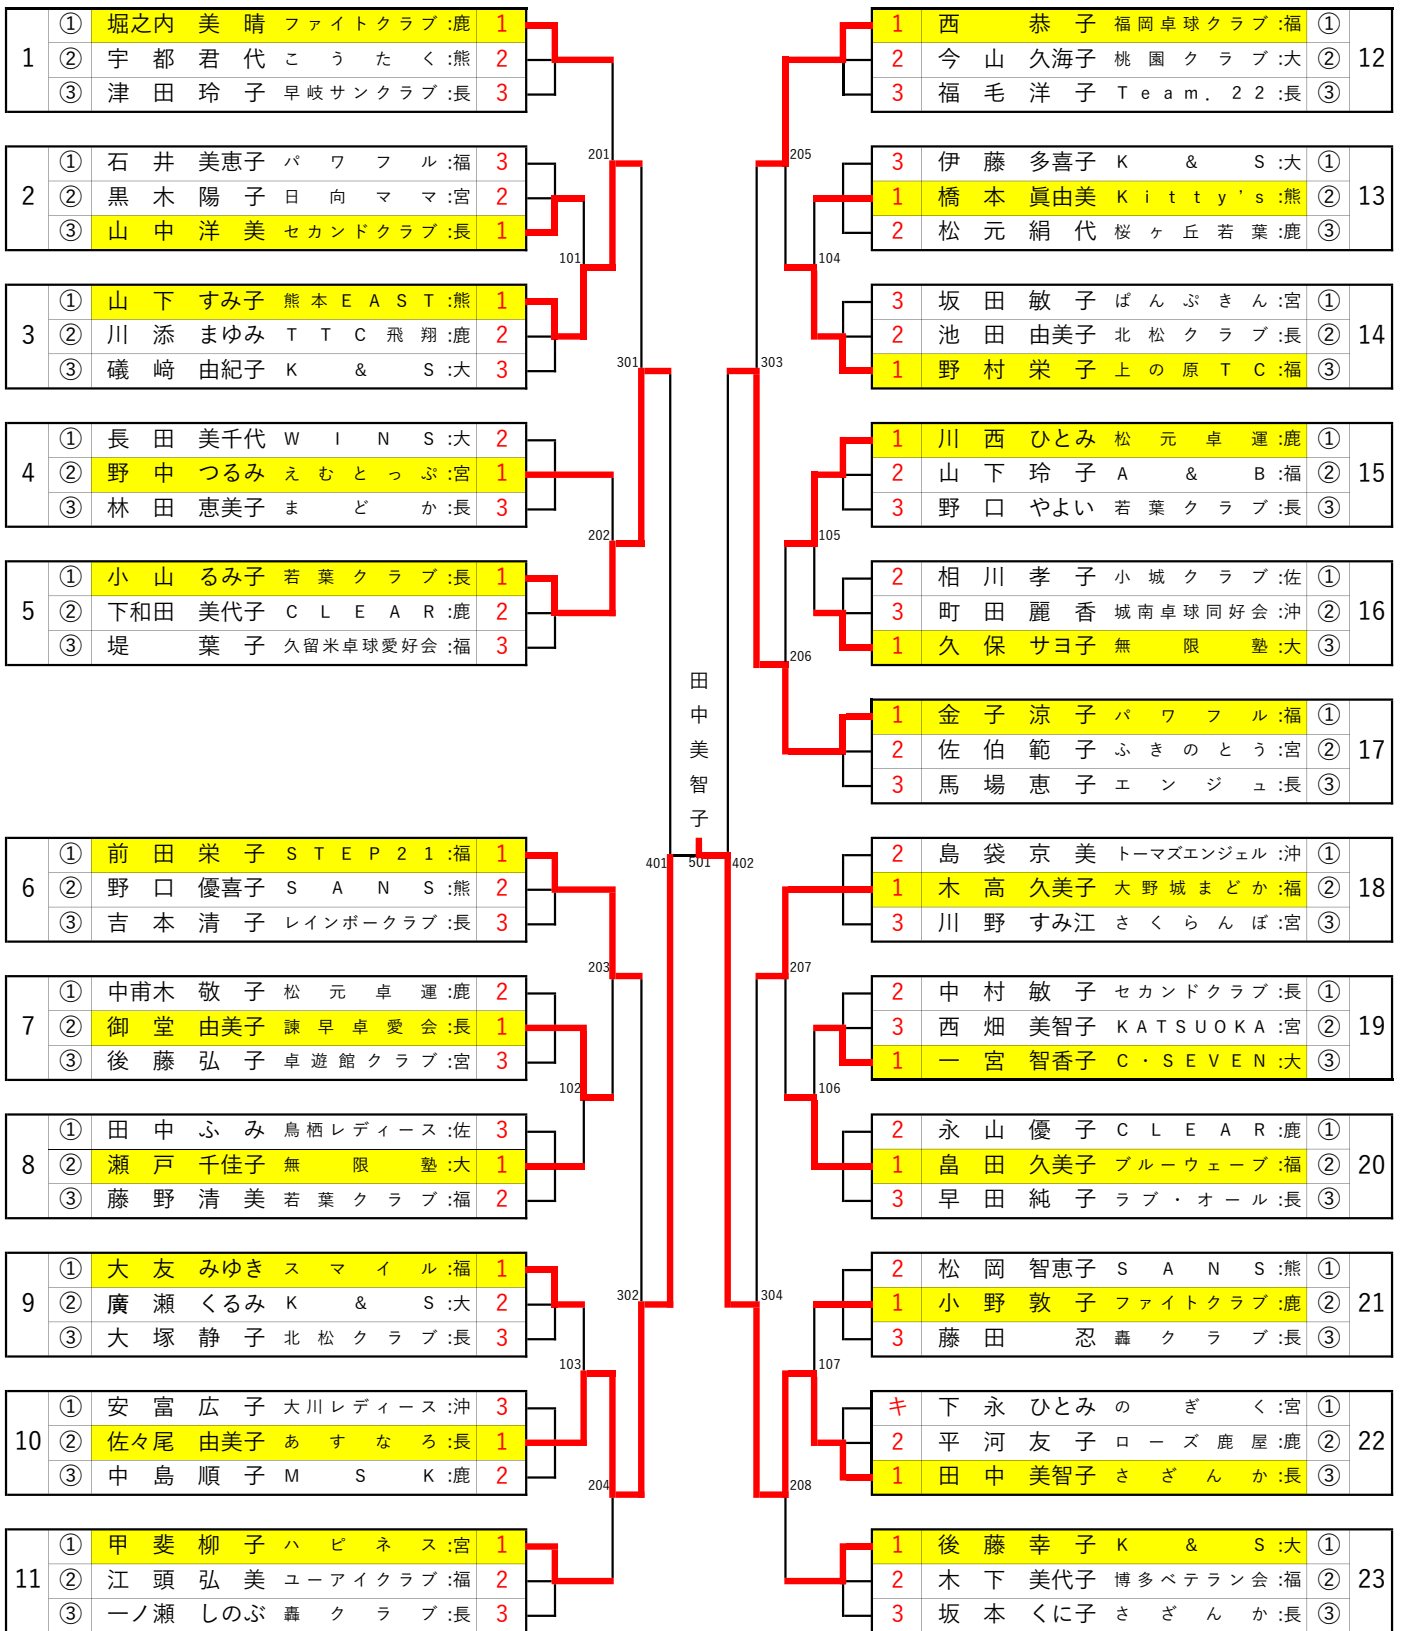 1
① 堀之内 美 晴 ファイトクラブ :鹿 1
② 宇 都 君 代 こうたく :熊 2
③ 津 田 玲 子 早岐サンクラブ :長 3
2
① 石 井 美恵子 パワフル :福 3
② 黒 木 陽 子 日向ママ :宮 2
③ 山 中 洋 美 セカンドクラブ :長 1
3
① 山 下 すみ子 熊本EAST :熊 1
② 川 添 まゆみ TTC飛翔 :鹿 2
③ 礒 﨑 由紀子 K&S :大 3
4
① 長 田 美千代 WINS :大 2
② 野 中 つるみ えむとっぷ :宮 1
③ 林 田 恵美子 まどか :長 3
5
① 小 山 るみ子 若葉クラブ :長 1
② 下和田 美代子 CLEAR :鹿 2
③ 堤 葉 子 久留米卓球愛好会 :福 3
6
① 前 田 栄 子 STEP21 :福 1
② 野 口 優喜子 SANS :熊 2
③ 吉 本 清 子 レインボークラブ :長 3
7
① 中甫木 敬 子 松元卓運 :鹿 2
② 御 堂 由美子 諫早卓愛会 :長 1
③ 後 藤 弘 子 卓遊館クラブ :宮 3
8
① 田 中 ふ み 鳥栖レディース :佐 3
② 瀬 戸 千佳子 無限塾 :大 1
③ 藤 野 清 美 若葉クラブ :福 2
9
① 大 友 みゆき スマイル :福 1
② 廣 瀬 くるみ K&S :大 2
③ 大 塚 静 子 北松クラブ :長 3
10
① 安 富 広 子 大川レディース :沖 3
② 佐々尾 由美子 あすなろ :長 1
③ 中 島 順 子 MSK :鹿 2
11
① 甲 斐 柳 子 ハピネス :宮 1
② 江 頭 弘 美 ユーアイクラブ :福 2
③ 一ノ瀬 しのぶ 轟クラブ :長 3
201
101
301
202
203
102
302
103
204
401
501
402
田中美智子
205
104
303
105
206
207
106
304
107
208
1 西 恭 子 福岡卓球クラブ :福 ①
2 今 山 久海子 桃園クラブ :大 ②
3 福 毛 洋 子 Team.22 :長 ③
12
3 伊 藤 多喜子 K&S :大 ①
1 橋 本 眞由美 Kitty's :熊 ②
2 松 元 絹 代 桜ヶ丘若葉 :鹿 ③
13
3 坂 田 敏 子 ぱんぷきん :宮 ①
2 池 田 由美子 北松クラブ :長 ②
1 野 村 栄 子 上の原TC :福 ③
14
1 川 西 ひとみ 松元卓運 :鹿 ①
2 山 下 玲 子 A&B :福 ②
3 野 口 やよい 若葉クラブ :長 ③
15
2 相 川 孝 子 小城クラブ :佐 ①
3 町 田 麗 香 城南卓球同好会 :沖 ②
1 久 保 サヨ子 無限塾 :大 ③
16
1 金 子 涼 子 パワフル :福 ①
2 佐 伯 範 子 ふきのとう :宮 ②
3 馬 場 恵 子 エンジュ :長 ③
17
2 島 袋 京 美 トーマズエンジェル :沖 ①
1 木 高 久美子 大野城まどか :福 ②
3 川 野 すみ江 さくらんぼ :宮 ③
18
2 中 村 敏 子 セカンドクラブ :長 ①
3 西 畑 美智子 KATSUOKA :宮 ②
1 一 宮 智香子 C・SEVEN :大 ③
19
2 永 山 優 子 CLEAR :鹿 ①
1 畠 田 久美子 ブルーウェーブ :福 ②
3 早 田 純 子 ラブ・オール :長 ③
20
2 松 岡 智恵子 SANS :熊 ①
1 小 野 敦 子 ファイトクラブ :鹿 ②
3 藤 田 忍 轟クラブ :長 ③
21
キ 下 永 ひとみ のぎく :宮 ①
2 平 河 友 子 ローズ鹿屋 :鹿 ②
1 田 中 美智子 さざんか :長 ③
22
1 後 藤 幸 子 K&S :大 ①
2 木 下 美代子 博多ベテラン会 :福 ②
3 坂 本 くに子 さざんか :長 ③
23